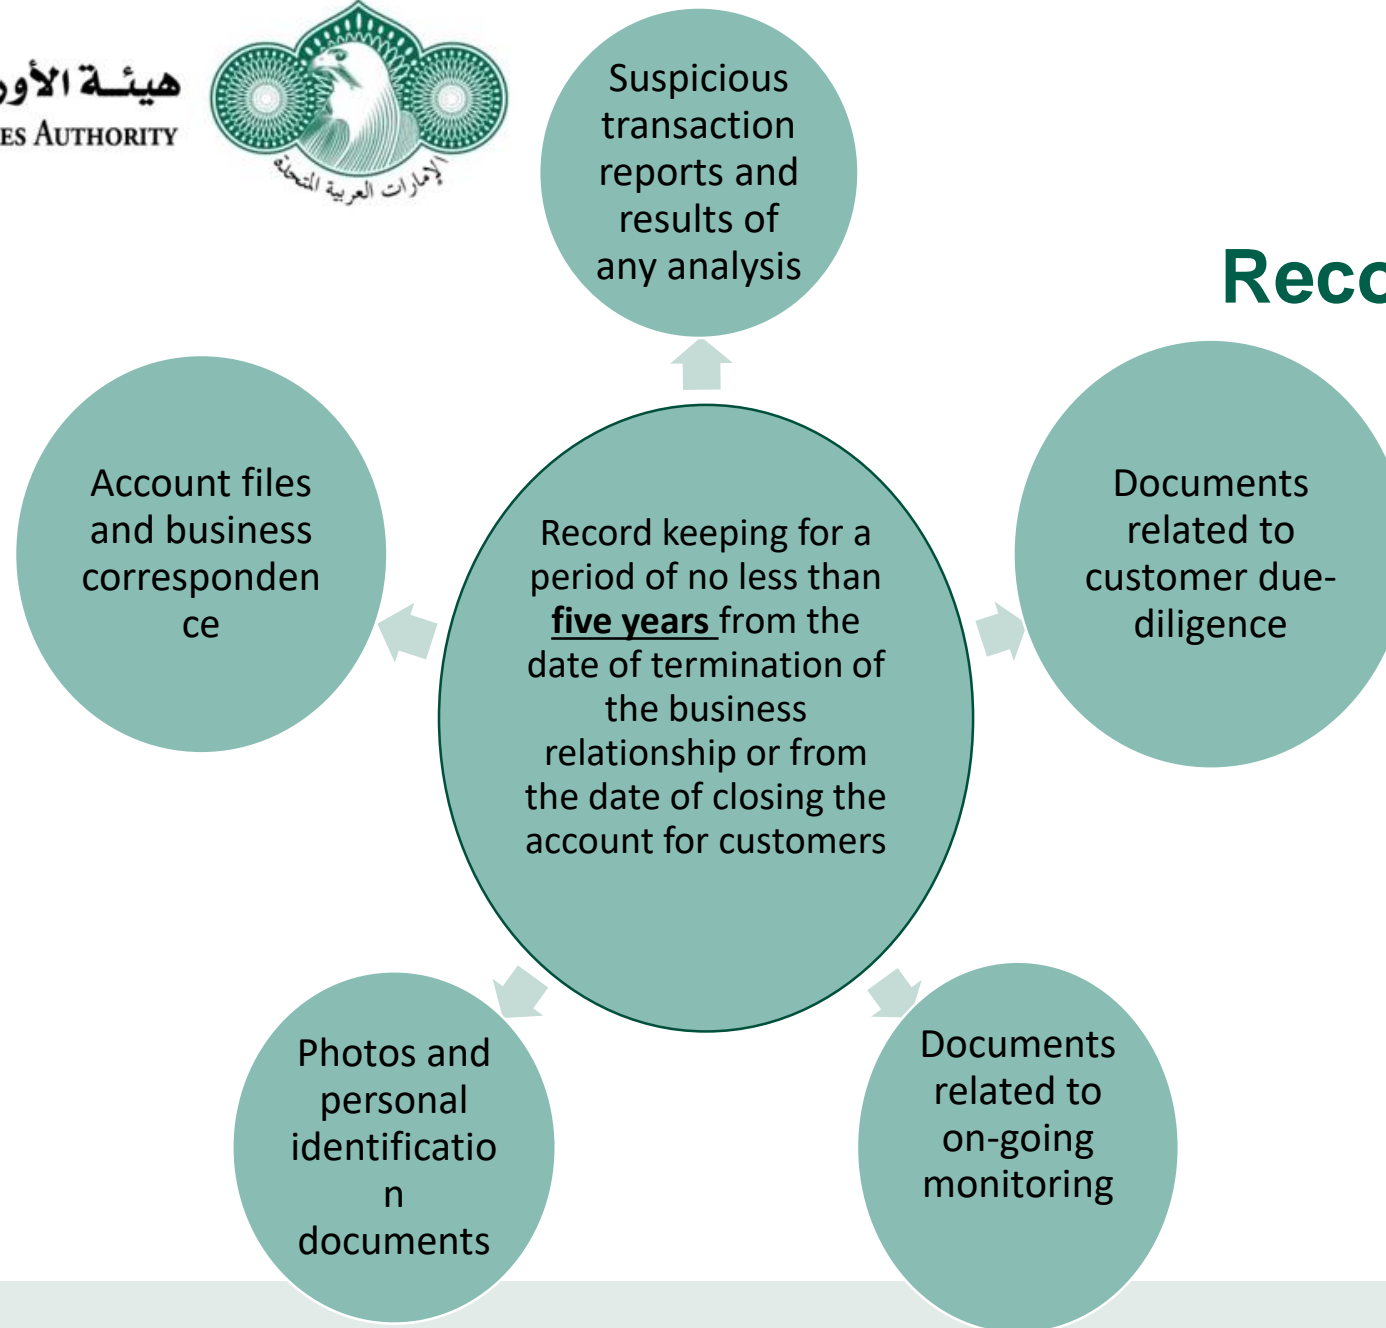 هيئـة الأور
ES AUTHORITY
الإمارات العربية المتحدة
Suspicious
transaction
reports and
results of
any analysis
Reco
Account files
and business
corresponden
ce
Record keeping for a
period of no less than
five years from the
date of termination of
the business
relationship or from
the date of closing the
account for customers
Documents
related to
customer due-
diligence
Photos and
personal
identificatio
n
documents
Documents
related to
on-going
monitoring